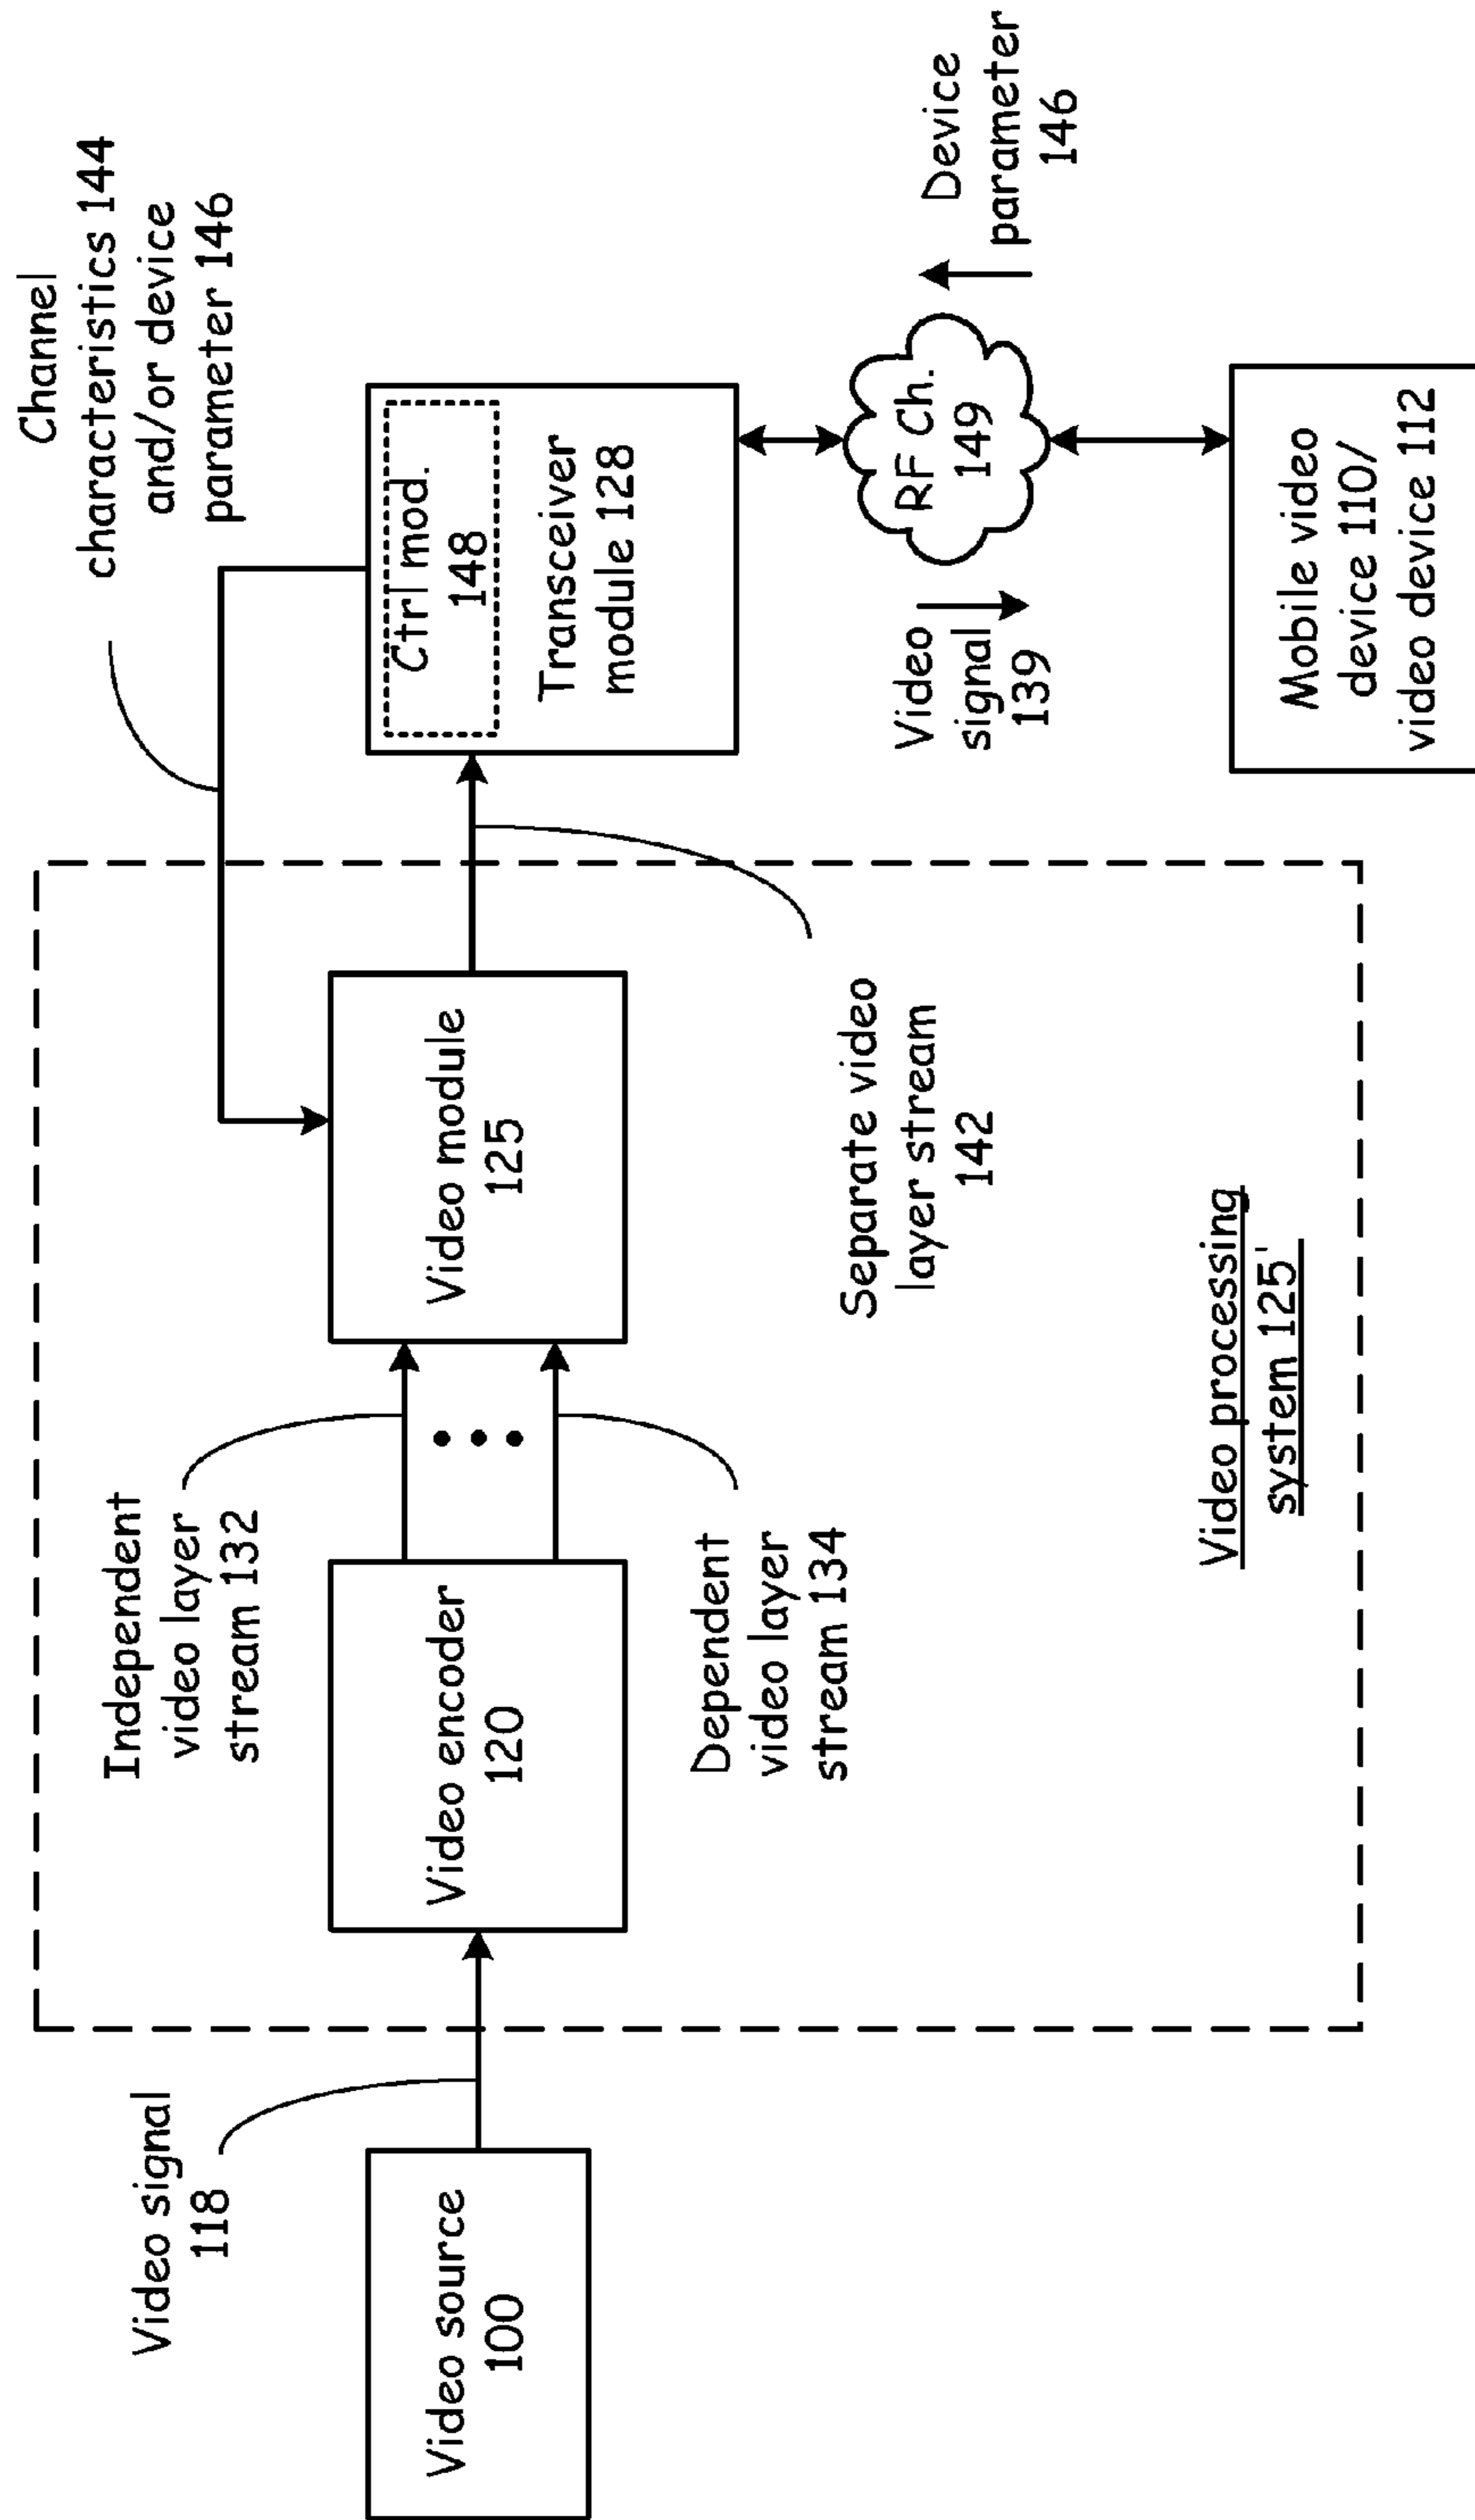 Video source
100
Video signal
118
Video encoder
120
Independent
video layer
stream 132
Dependent
video layer
stream 134
Video module
125
Separate video
layer stream
142
Video processing
system 125'
Channel
characteristics 144
and/or device
parameter 146
Ctrl mod.
148
Transceiver
module 128
RF Ch.
149
Video
signal
139
Device
parameter
146
Mobile video
device 110/
video device 112